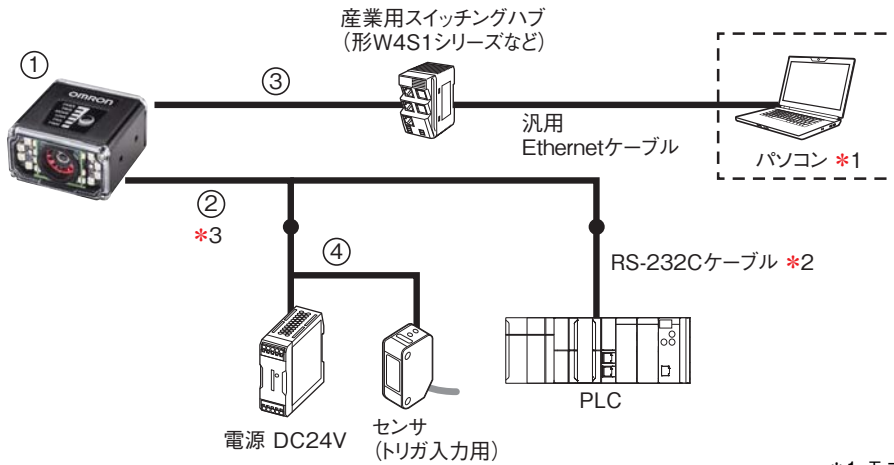 産業用スイッチングハブ
(形W4S1シリーズなど)
①
③
OMRON
汎用
Ethernetケーブル
パソコン *1
②
*3
④
RS-232Cケーブル *2
PLC
電源 DC24V
センサ
(トリガ入力用)